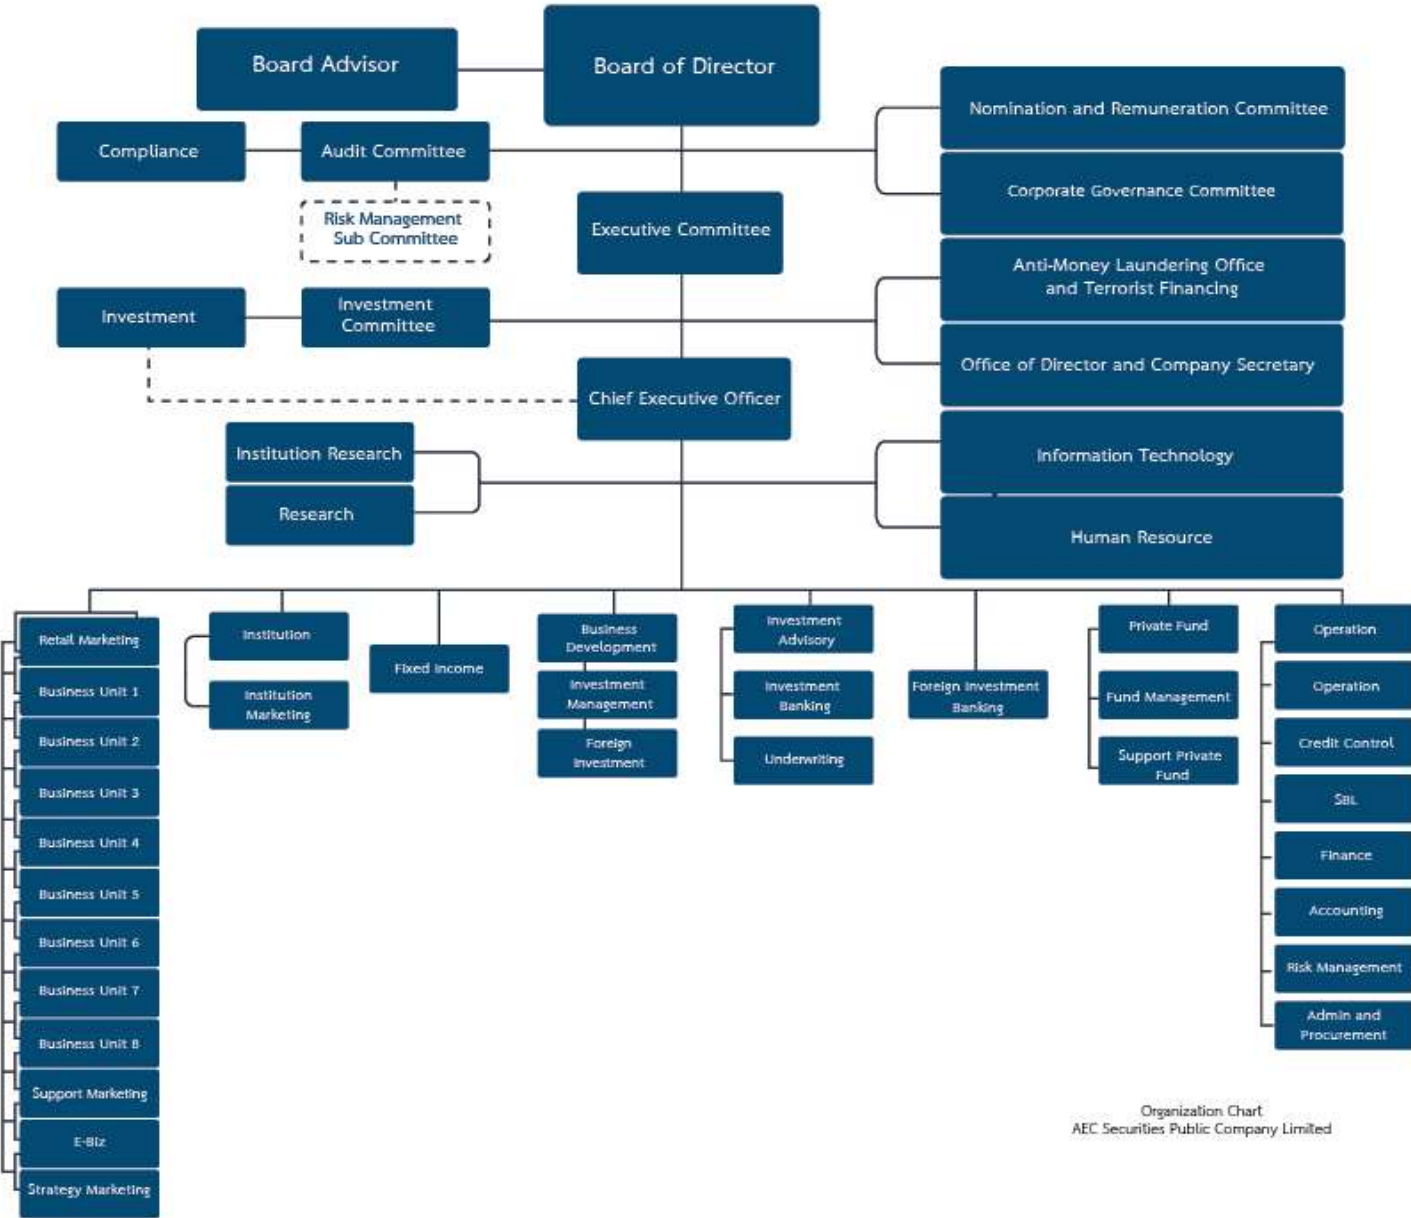 Board Advisor
Board of Director
Nomination and Remuneration Committee
Compliance
Audit Committee
Corporate Governance Committee
Risk Management
Sub Committee
Executive Committee
Anti-Money Laundering Office
and Terrorist Financing
Investment
Investment
Committee
Office of Director and Company Secretary
Chief Executive Officer
Institution Research
Information Technology
Research
Human Resource
Retail Marketing
Business Unit 1
Business Unit 2
Business Unit 3
Business Unit 4
Business Unit 5
Business Unit 6
Business Unit 7
Business Unit 8
Support Marketing
E-Biz
Strategy Marketing
Institution
Institution
Marketing
Fixed Income
Business
Development
Investment
Management
Foreign
Investment
Investment
Advisory
Investment
Banking
Underwriting
Foreign Investment
Banking
Private Fund
Fund Management
Support Private
Fund
Operation
Operation
Credit Control
SBL
Finance
Accounting
Risk Management
Admin and
Procurement
Organization Chart
AEC Securities Public Company Limited